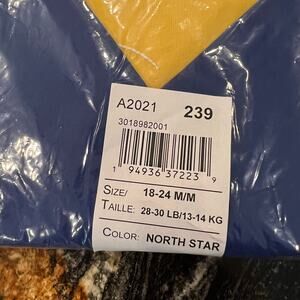 A2021 239
3018982001
1 94936 37223 9
SIZE/ 18-24 M/M
TAILLE: 28-30 LB/13-14 KG
COLOR: NORTH STAR